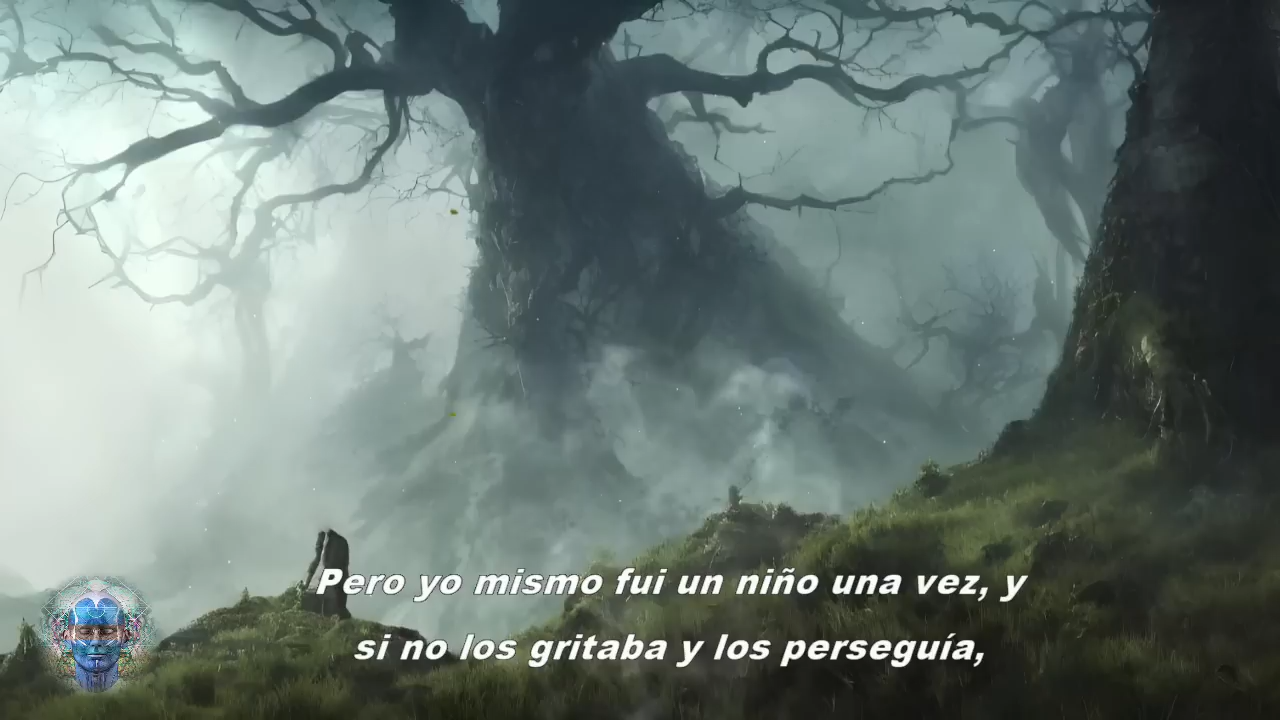 Pero yo mismo fui un niño una vez, y
si no los gritaba y los perseguía,